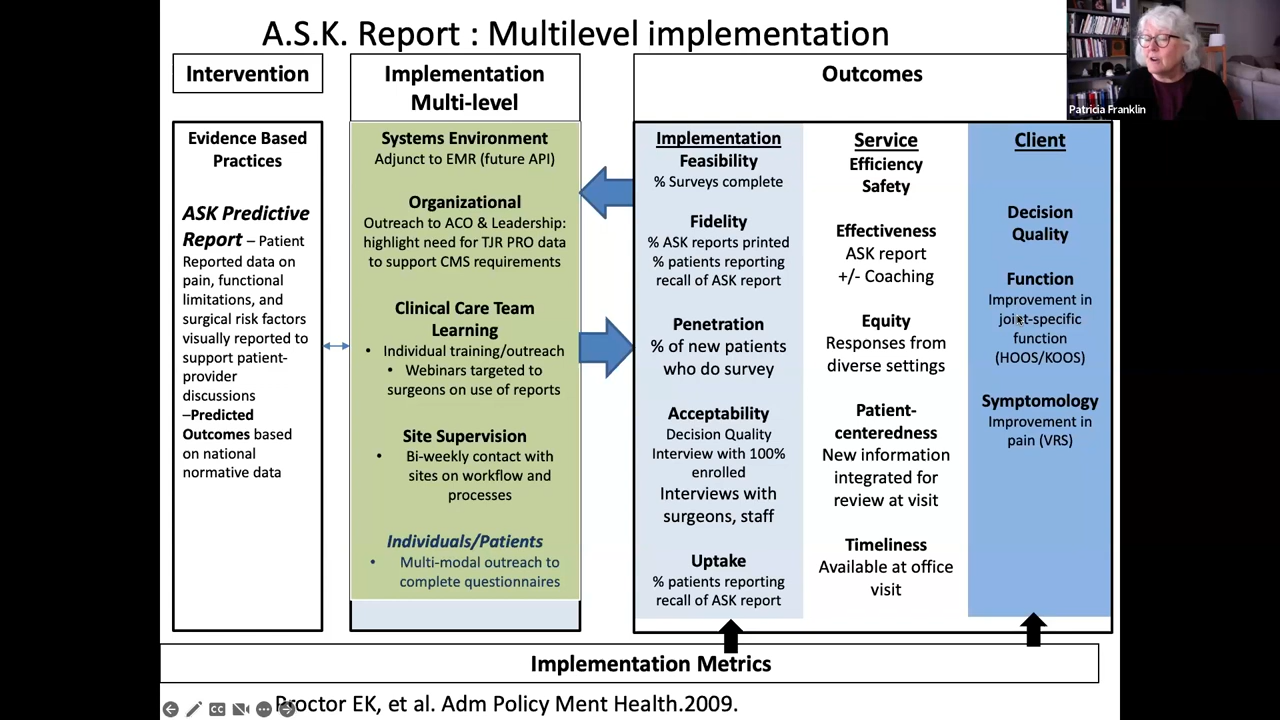 A.S.K. Report : Multilevel implementation
Patricia Franklin
Intervention
Evidence Based
Practices
ASK Predictive
Report – Patient
Reported data on
pain, functional
limitations, and
surgical risk factors
visually reported to
support patient-
provider
discussions
–Predicted
Outcomes based
on national
normative data
Implementation
Multi-level
Systems Environment
Adjunct to EMR (future API)
Organizational
Outreach to ACO & Leadership:
highlight need for TJR PRO data
to support CMS requirements
Clinical Care Team
Learning
• Individual training/outreach
• Webinars targeted to
surgeons on use of reports
Site Supervision
• Bi-weekly contact with
sites on workflow and
processes
Individuals/Patients
• Multi-modal outreach to
complete questionnaires
Outcomes
Implementation
Feasibility
% Surveys complete
Fidelity
% ASK reports printed
% patients reporting
recall of ASK report
Penetration
% of new patients
who do survey
Acceptability
Decision Quality
Interview with 100%
enrolled
Interviews with
surgeons, staff
Uptake
% patients reporting
recall of ASK report
Service
Efficiency
Safety
Effectiveness
ASK report
+/- Coaching
Equity
Responses from
diverse settings
Patient-
centeredness
New information
integrated for
review at visit
Timeliness
Available at office
visit
Client
Decision
Quality
Function
Improvement in
joint-specific
function
(HOOS/KOOS)
Symptomology
Improvement in
pain (VRS)
Implementation Metrics
Proctor EK, et al. Adm Policy Ment Health.2009.